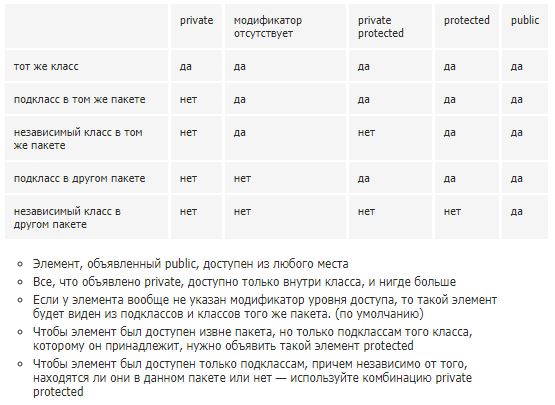 private модификатор отсутствует private protected protected public
тот же класс да да да да да
подкласс в том же пакете нет да да да да
независимый класс в том же пакете нет да нет да да
подкласс в другом пакете нет нет да да да
независимый класс в другом пакете нет нет нет нет да
Элемент, объявленный public, доступен из любого места
Все, что объявлено private, доступно только внутри класса, и нигде больше
Если у элемента вообще не указан модификатор уровня доступа, то такой элемент
будет виден из подклассов и классов того же пакета. (по умолчанию)
Чтобы элемент был доступен извне пакета, но только подклассам того класса,
которому он принадлежит, нужно объявить такой элемент protected
Чтобы элемент был доступен только подклассам, причем независимо от того,
находятся ли они в данном пакете или нет — используйте комбинацию private
protected